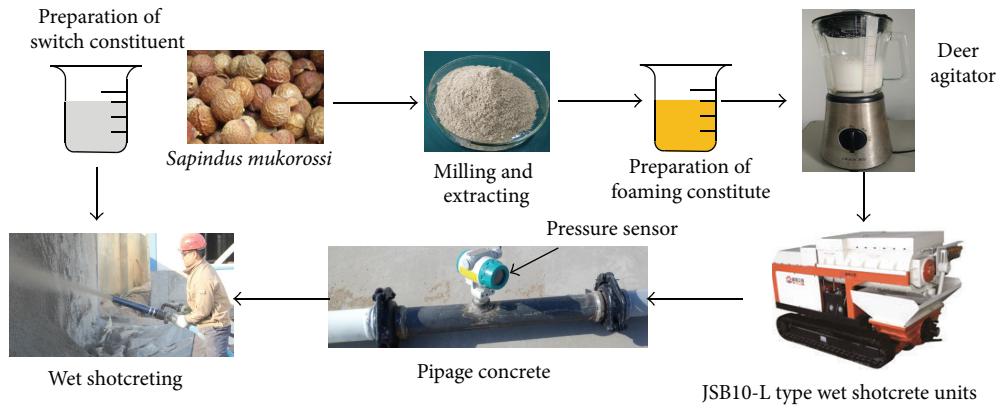 Preparation of
switch constituent
Sapindus mukorossi
Milling and
extracting
Preparation of
foaming constitute
Deer
agitator
Pressure sensor
Wet shotcreting
Pipage concrete
JSB10-L type wet shotcrete units